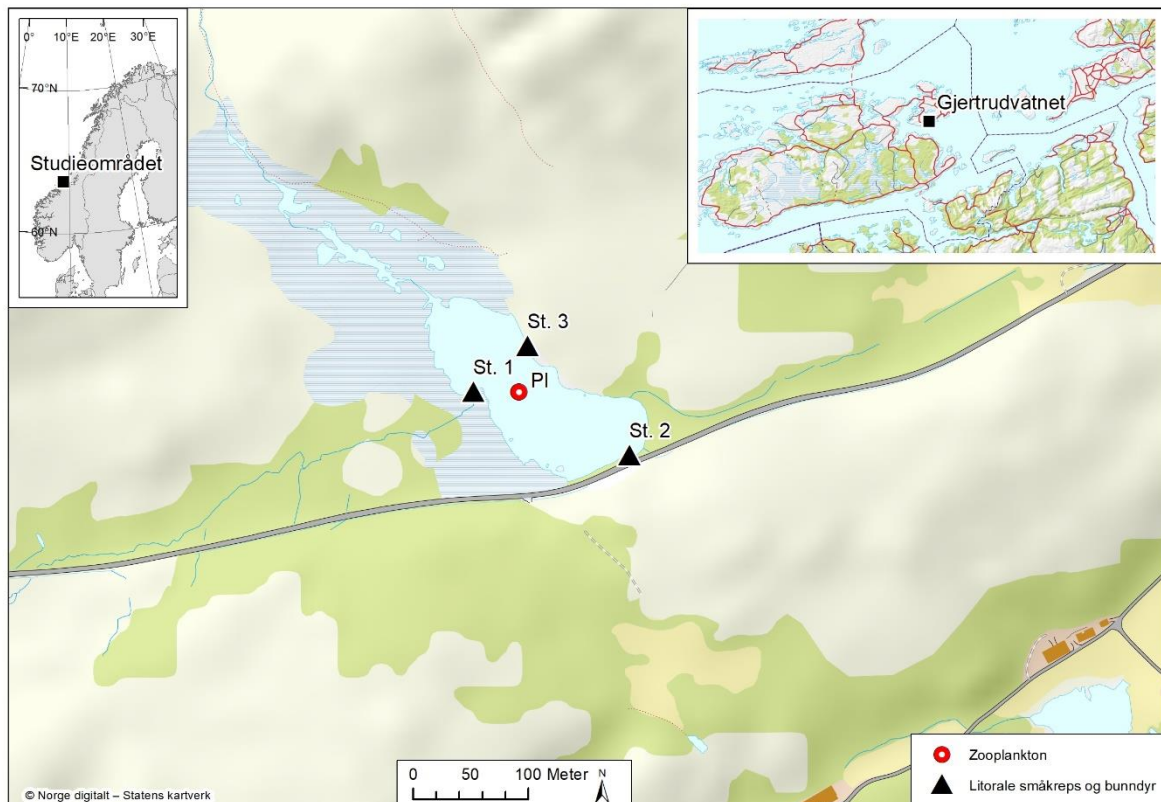 0° 10°E 20°E 30°E
70°N
Studieområdet
60°N
Gjertrudvatnet
St. 3
St. 1
Pl
St. 2
0 50 100 Meter
N
Zooplankton
Litorale småkreps og bunndyr
© Norge digitalt – Statens kartverk